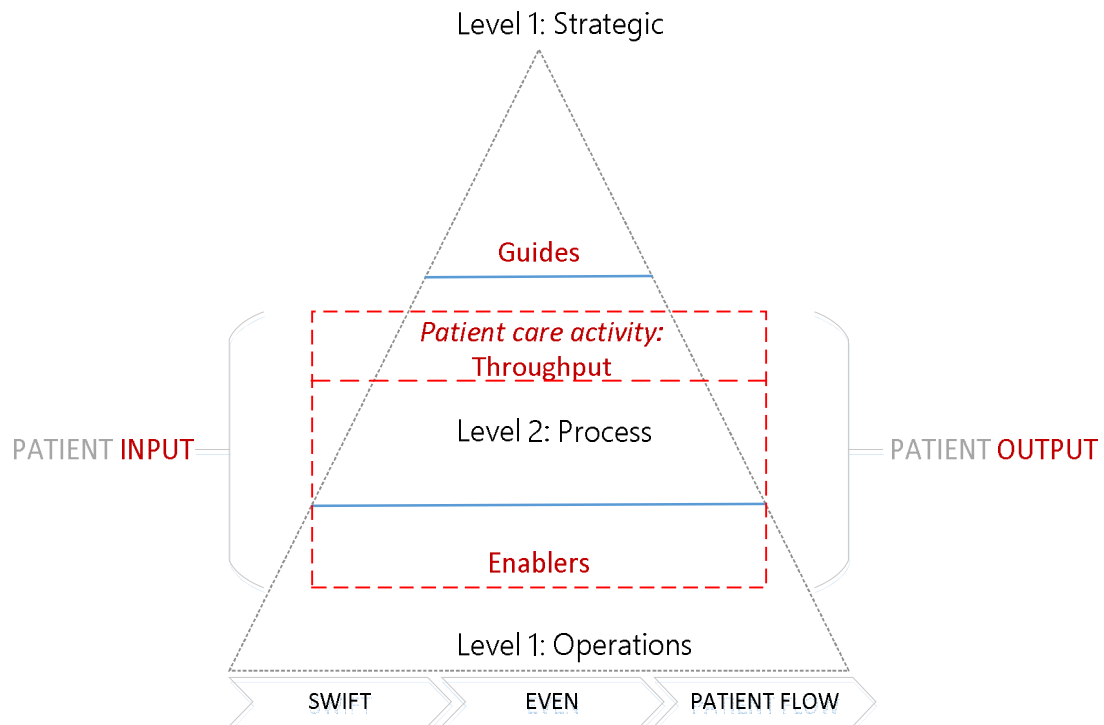 Level 1: Strategic
Guides
Patient care activity:
Throughput
Level 2: Process
PATIENT INPUT
PATIENT OUTPUT
Enablers
Level 1: Operations
SWIFT
EVEN
PATIENT FLOW